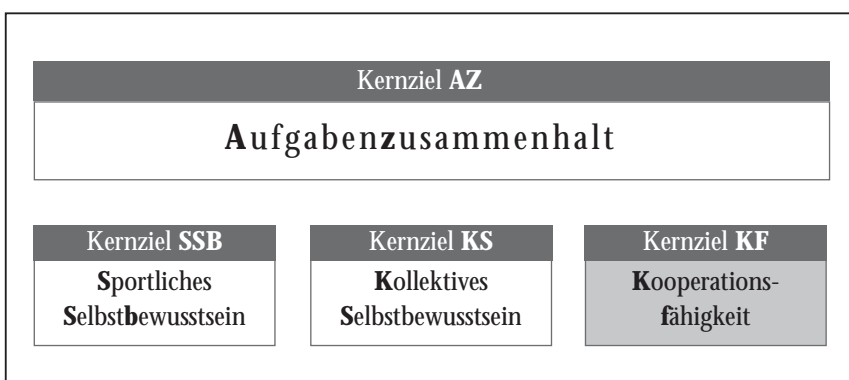 Kernziel AZ
Aufgabenzusammenhalt
Kernziel SSB
Sportliches
Selbstbewusstsein
Kernziel KS
Kollektives
Selbstbewusstsein
Kernziel KF
Kooperations-
fähigkeit